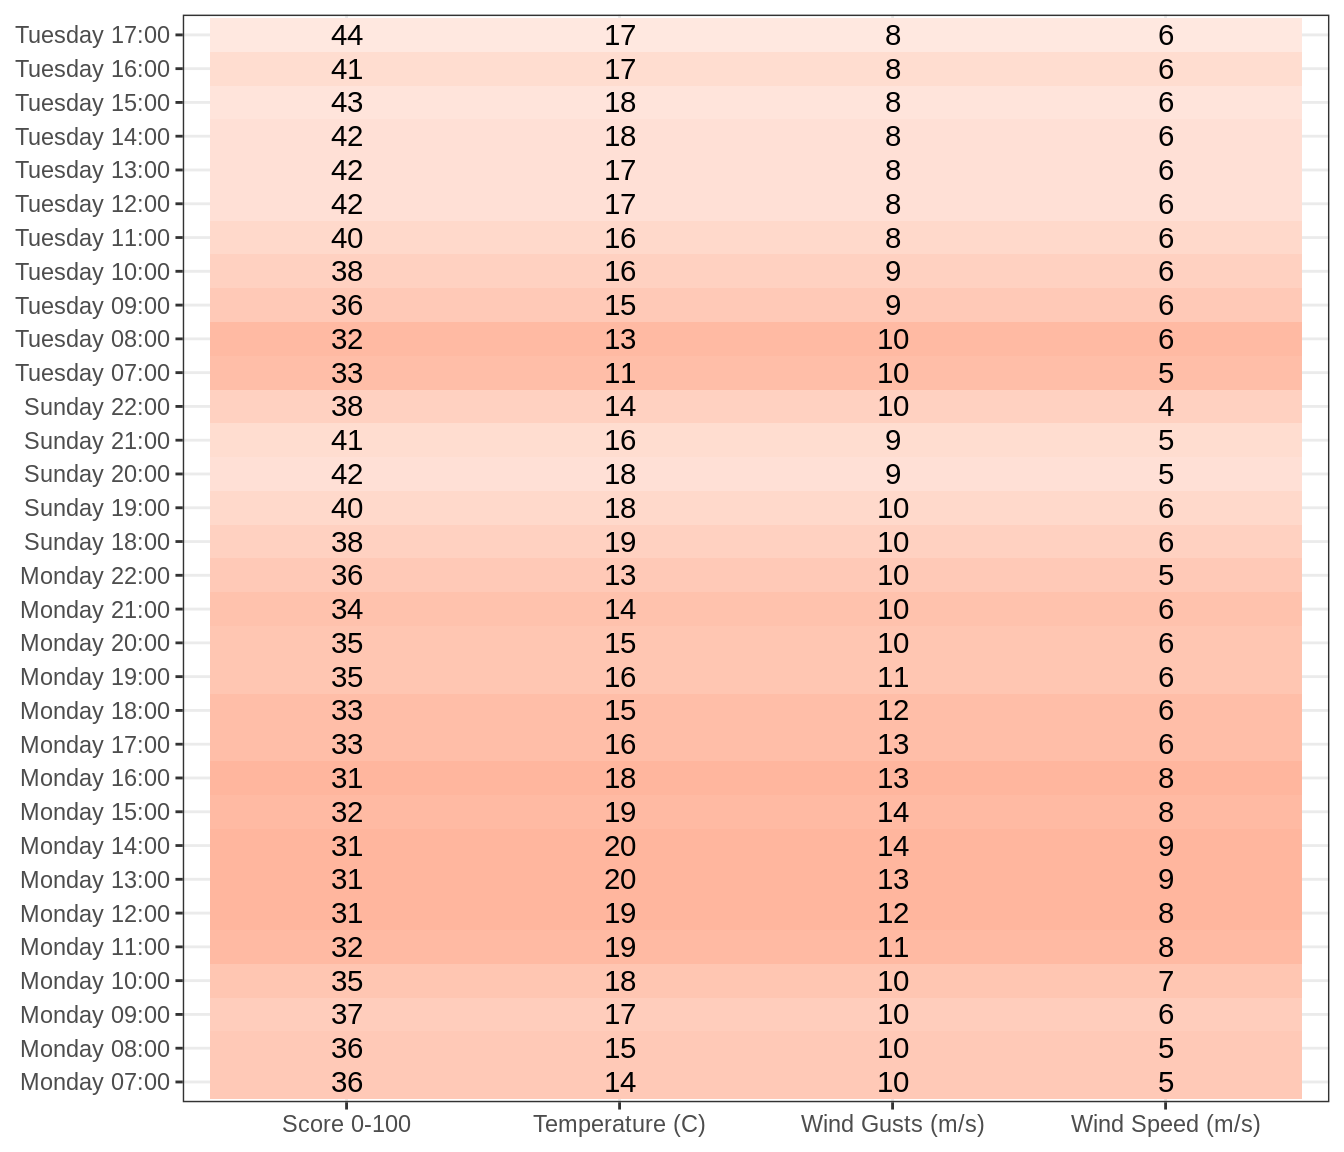 Tuesday 17:00 44 17 8 6
Tuesday 16:00 41 17 8 6
Tuesday 15:00 43 18 8 6
Tuesday 14:00 42 18 8 6
Tuesday 13:00 42 17 8 6
Tuesday 12:00 42 17 8 6
Tuesday 11:00 40 16 8 6
Tuesday 10:00 38 16 9 6
Tuesday 09:00 36 15 9 6
Tuesday 08:00 32 13 10 6
Tuesday 07:00 33 11 10 5
Sunday 22:00 38 14 10 4
Sunday 21:00 41 16 9 5
Sunday 20:00 42 18 9 5
Sunday 19:00 40 18 10 6
Sunday 18:00 38 19 10 6
Monday 22:00 36 13 10 5
Monday 21:00 34 14 10 6
Monday 20:00 35 15 10 6
Monday 19:00 35 16 11 6
Monday 18:00 33 15 12 6
Monday 17:00 33 16 13 6
Monday 16:00 31 18 13 8
Monday 15:00 32 19 14 8
Monday 14:00 31 20 14 9
Monday 13:00 31 20 13 9
Monday 12:00 31 19 12 8
Monday 11:00 32 19 11 8
Monday 10:00 35 18 10 7
Monday 09:00 37 17 10 6
Monday 08:00 36 15 10 5
Monday 07:00 36 14 10 5
Score 0-100 Temperature (C) Wind Gusts (m/s) Wind Speed (m/s)